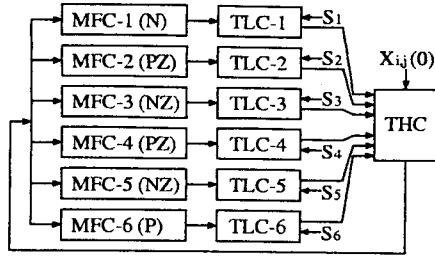 MFC-1 (N) TLC-1 S1
MFC-2 (PZ) TLC-2 S2
Xi,j(0)
MFC-3 (NZ) TLC-3 S3
THC
MFC-4 (PZ) TLC-4 S4
MFC-5 (NZ) TLC-5 S5
MFC-6 (P) TLC-6 S6